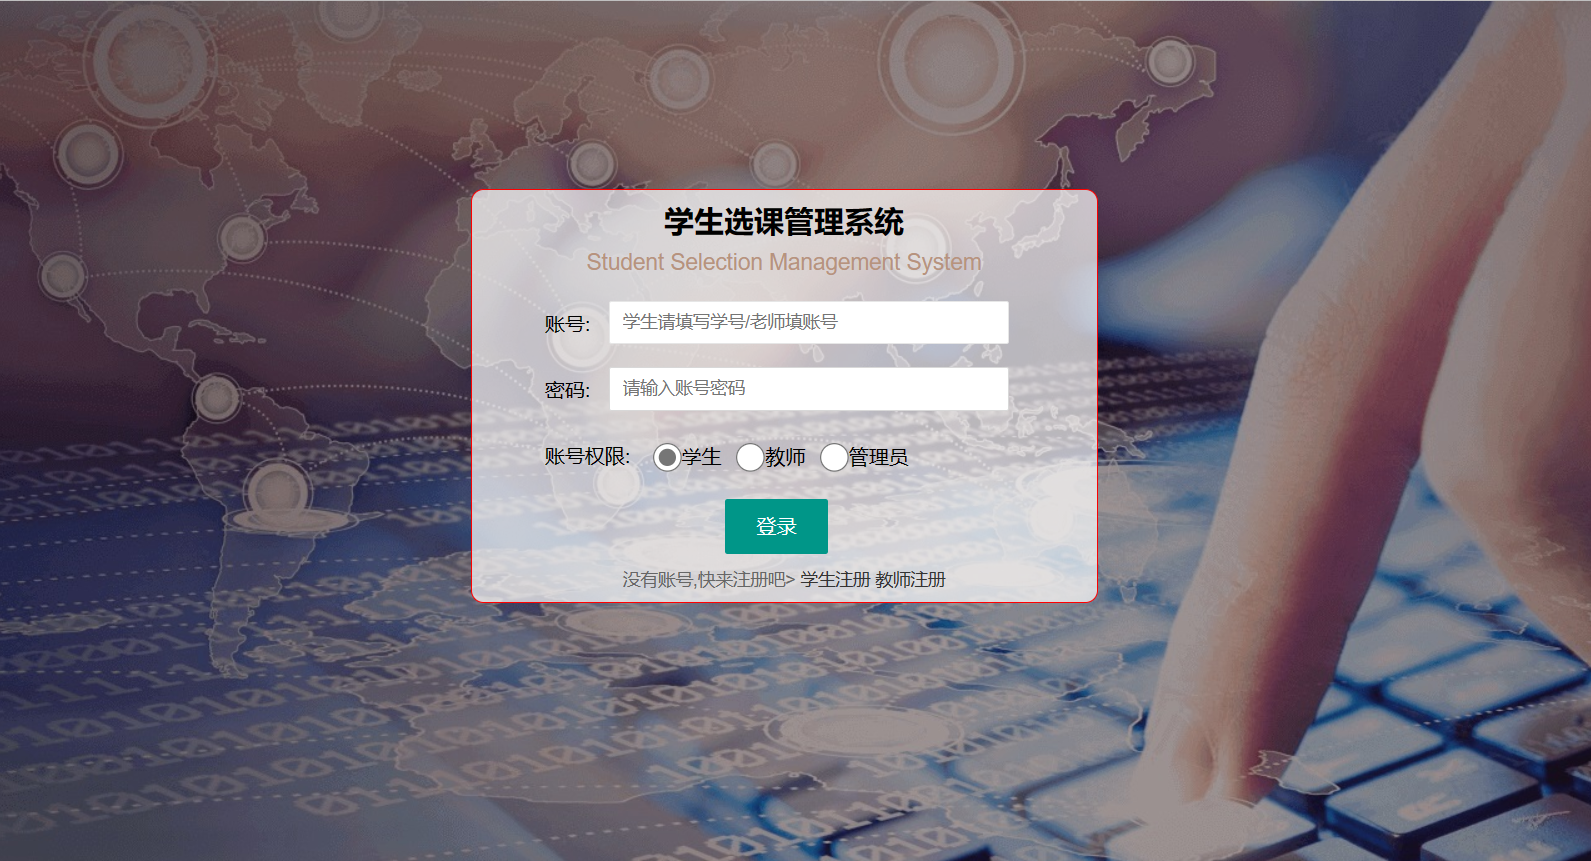 学生选课管理系统
Student Selection Management System
账号: 学生请填写学号/老师填账号
密码: 请输入账号密码
账号权限: 学生 教师 管理员
登录
没有账号,快来注册吧> 学生注册 教师注册